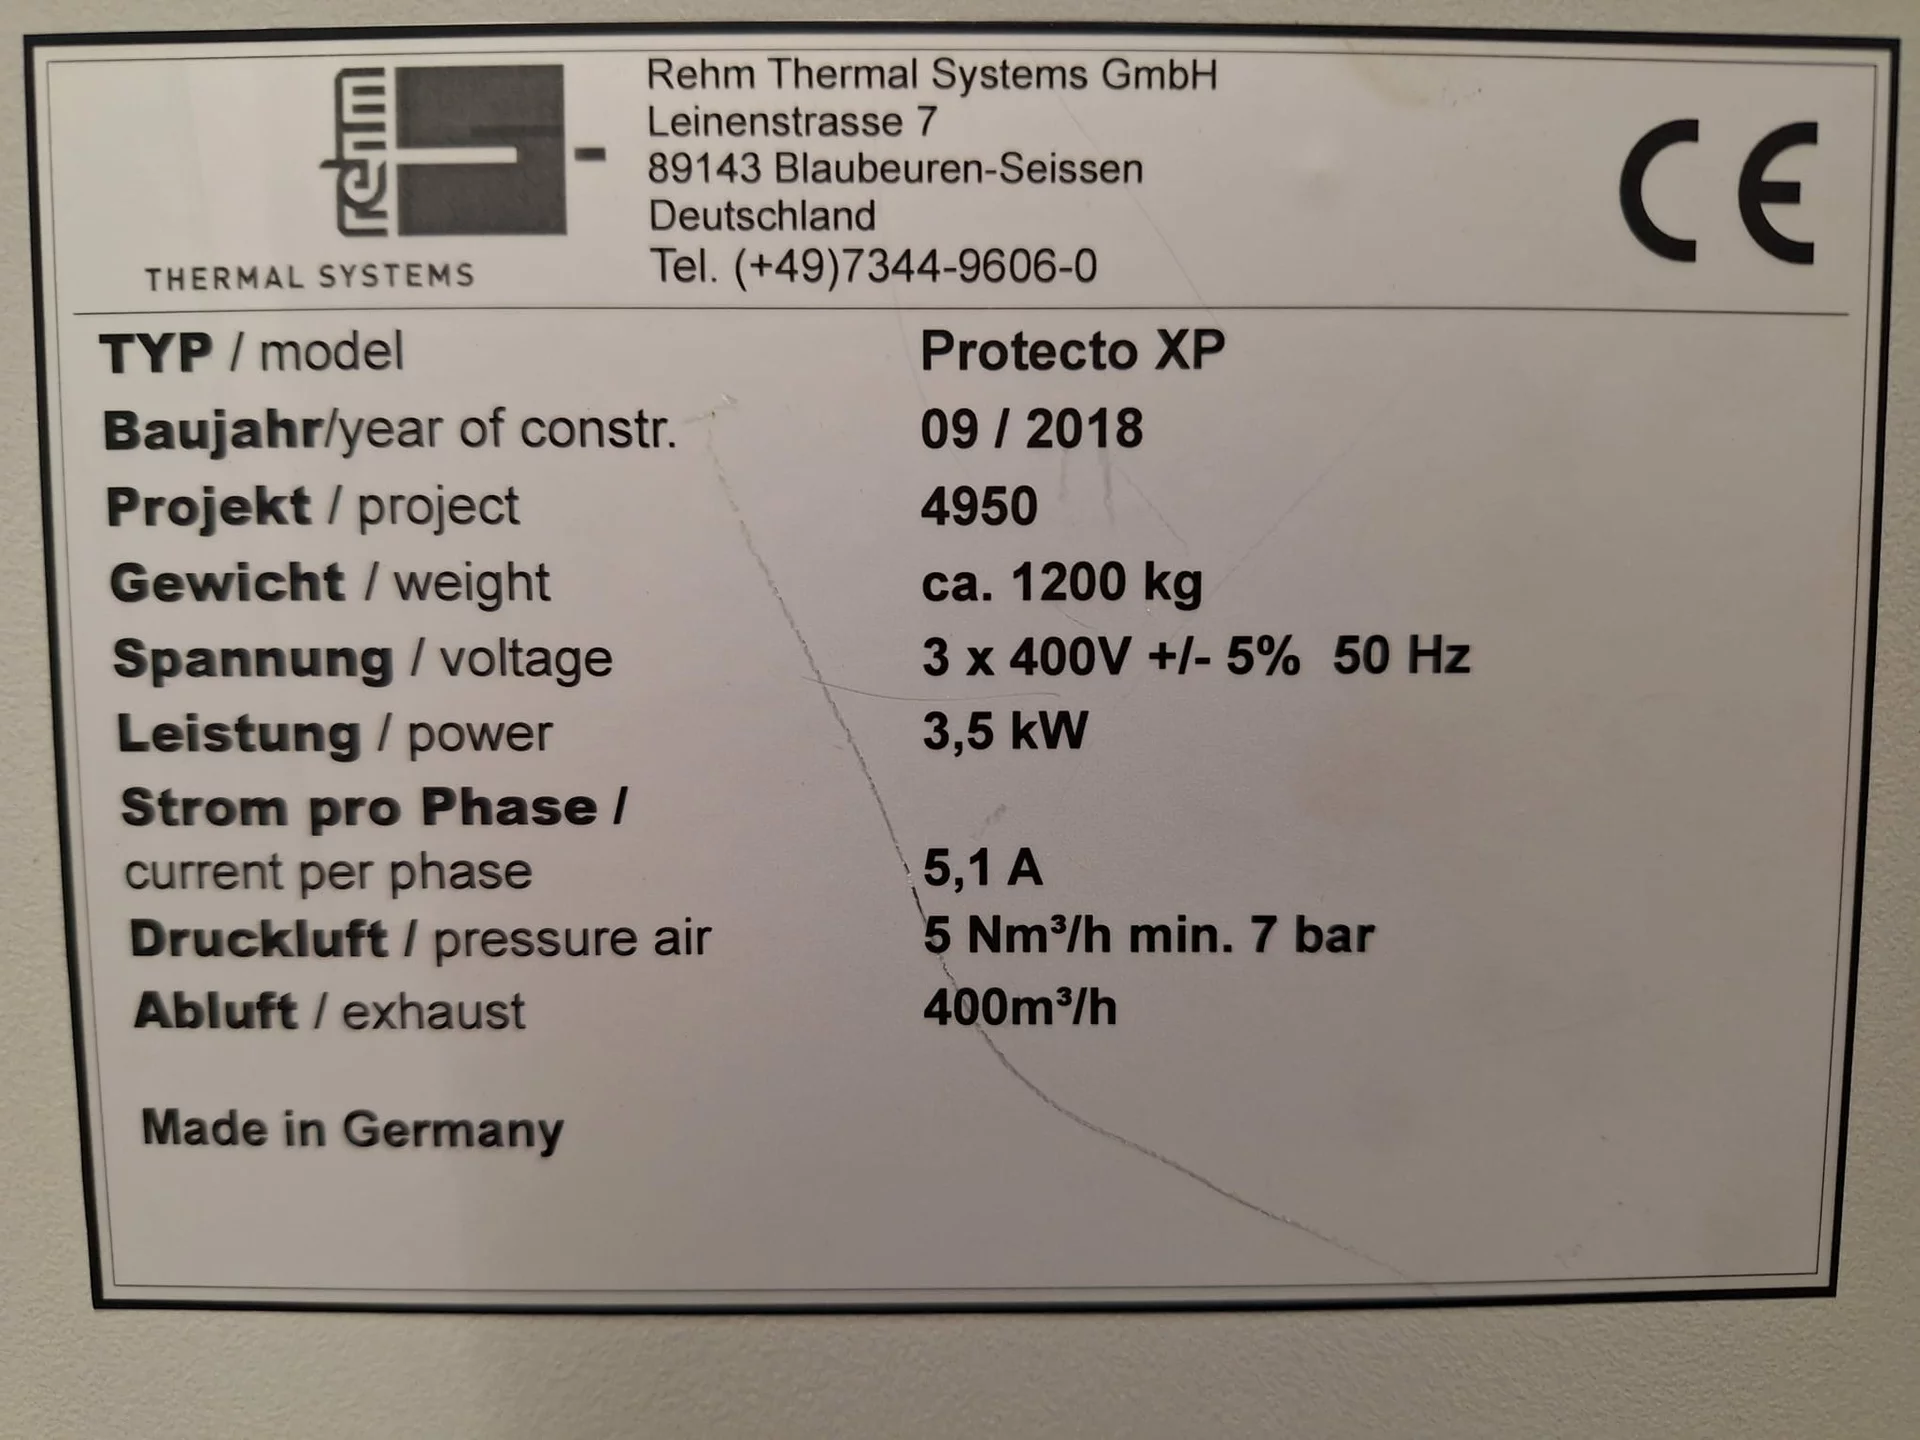 rehm
THERMAL SYSTEMS
Rehm Thermal Systems GmbH
Leinenstrasse 7
89143 Blaubeuren-Seissen
Deutschland
Tel. (+49)7344-9606-0
CE
TYP / model Protecto XP
Baujahr/year of constr. 09 / 2018
Projekt / project 4950
Gewicht / weight ca. 1200 kg
Spannung / voltage 3 x 400V +/- 5% 50 Hz
Leistung / power 3,5 kW
Strom pro Phase /
current per phase 5,1 A
Druckluft / pressure air 5 Nm³/h min. 7 bar
Abluft / exhaust 400m³/h
Made in Germany